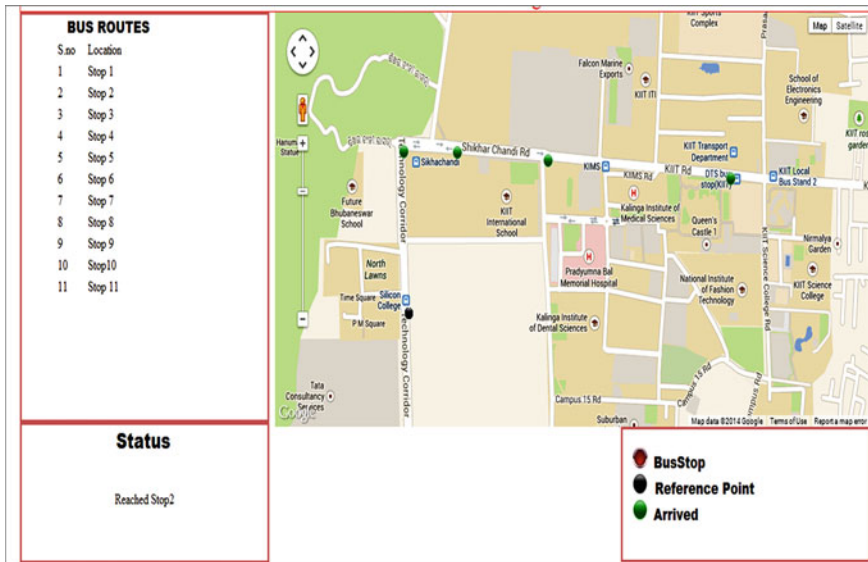 BUS ROUTES
S.no Location
1 Stop 1
2 Stop 2
3 Stop 3
4 Stop 4
5 Stop 5
6 Stop 6
7 Stop 7
8 Stop 8
9 Stop 9
10 Stop10
11 Stop 11
Status
Reached Stop2
KIIT Sports
Complex
Map Satellite
Falcon Marine
Exports
KIIT ITI
School of
Electronics
Engineering
Hanuman
Statue
Shikhar Chandi Rd
Sikhachandi
KIMS
KIIMS Rd
KIIT Rd
KIIT Transport
Department
DTS bus
stop(KIIT)
KIIT Local
Bus Stand 2
Technology Corridor
Future
Bhubaneswar
School
KIIT
International
School
Kalinga Institute of
Medical Sciences
Queen's
Castle 1
Nirmalya
Garden
North
Lawns
Pradyumna Bal
Memorial Hospital
National Institute
of Fashion
Technology
KIIT Science
College
KIIT Science College Rd
Time Square
Silicon
College
P M Square
Technology Corridor
Kalinga Institute
of Dental Sciences
Tata
Consultancy
Services
Campus 15 Rd
Campus 15 Rd
Suburban
Google
Map data ©2014 Google Terms of Use Report a map error
BusStop
Reference Point
Arrived